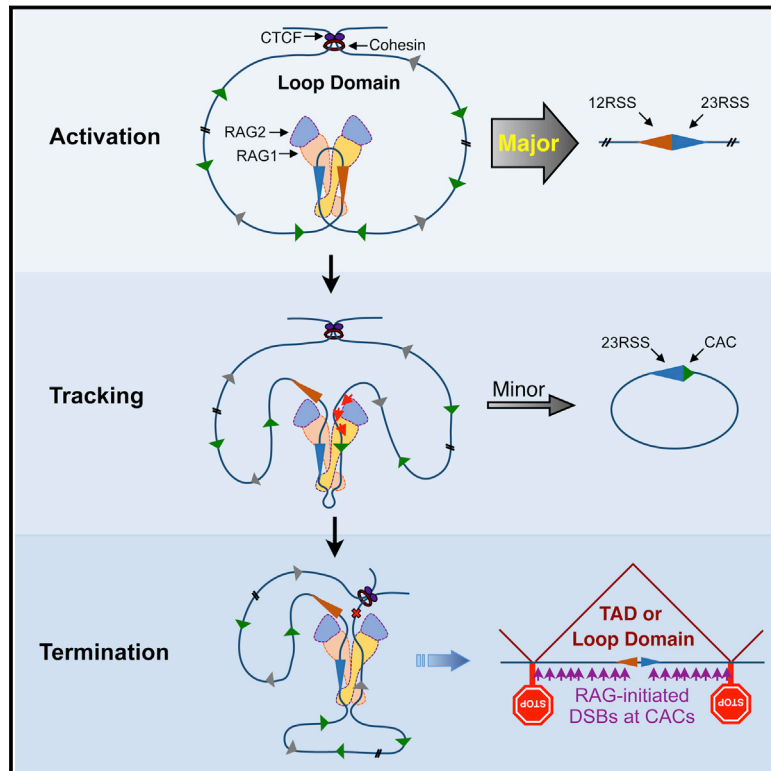 CTCF
Cohesin
Loop Domain
Activation
RAG2
RAG1
Major
12RSS
23RSS
Tracking
Minor
23RSS
CAC
Termination
TAD or
Loop Domain
RAG-initiated
DSBs at CACs
STOP
STOP